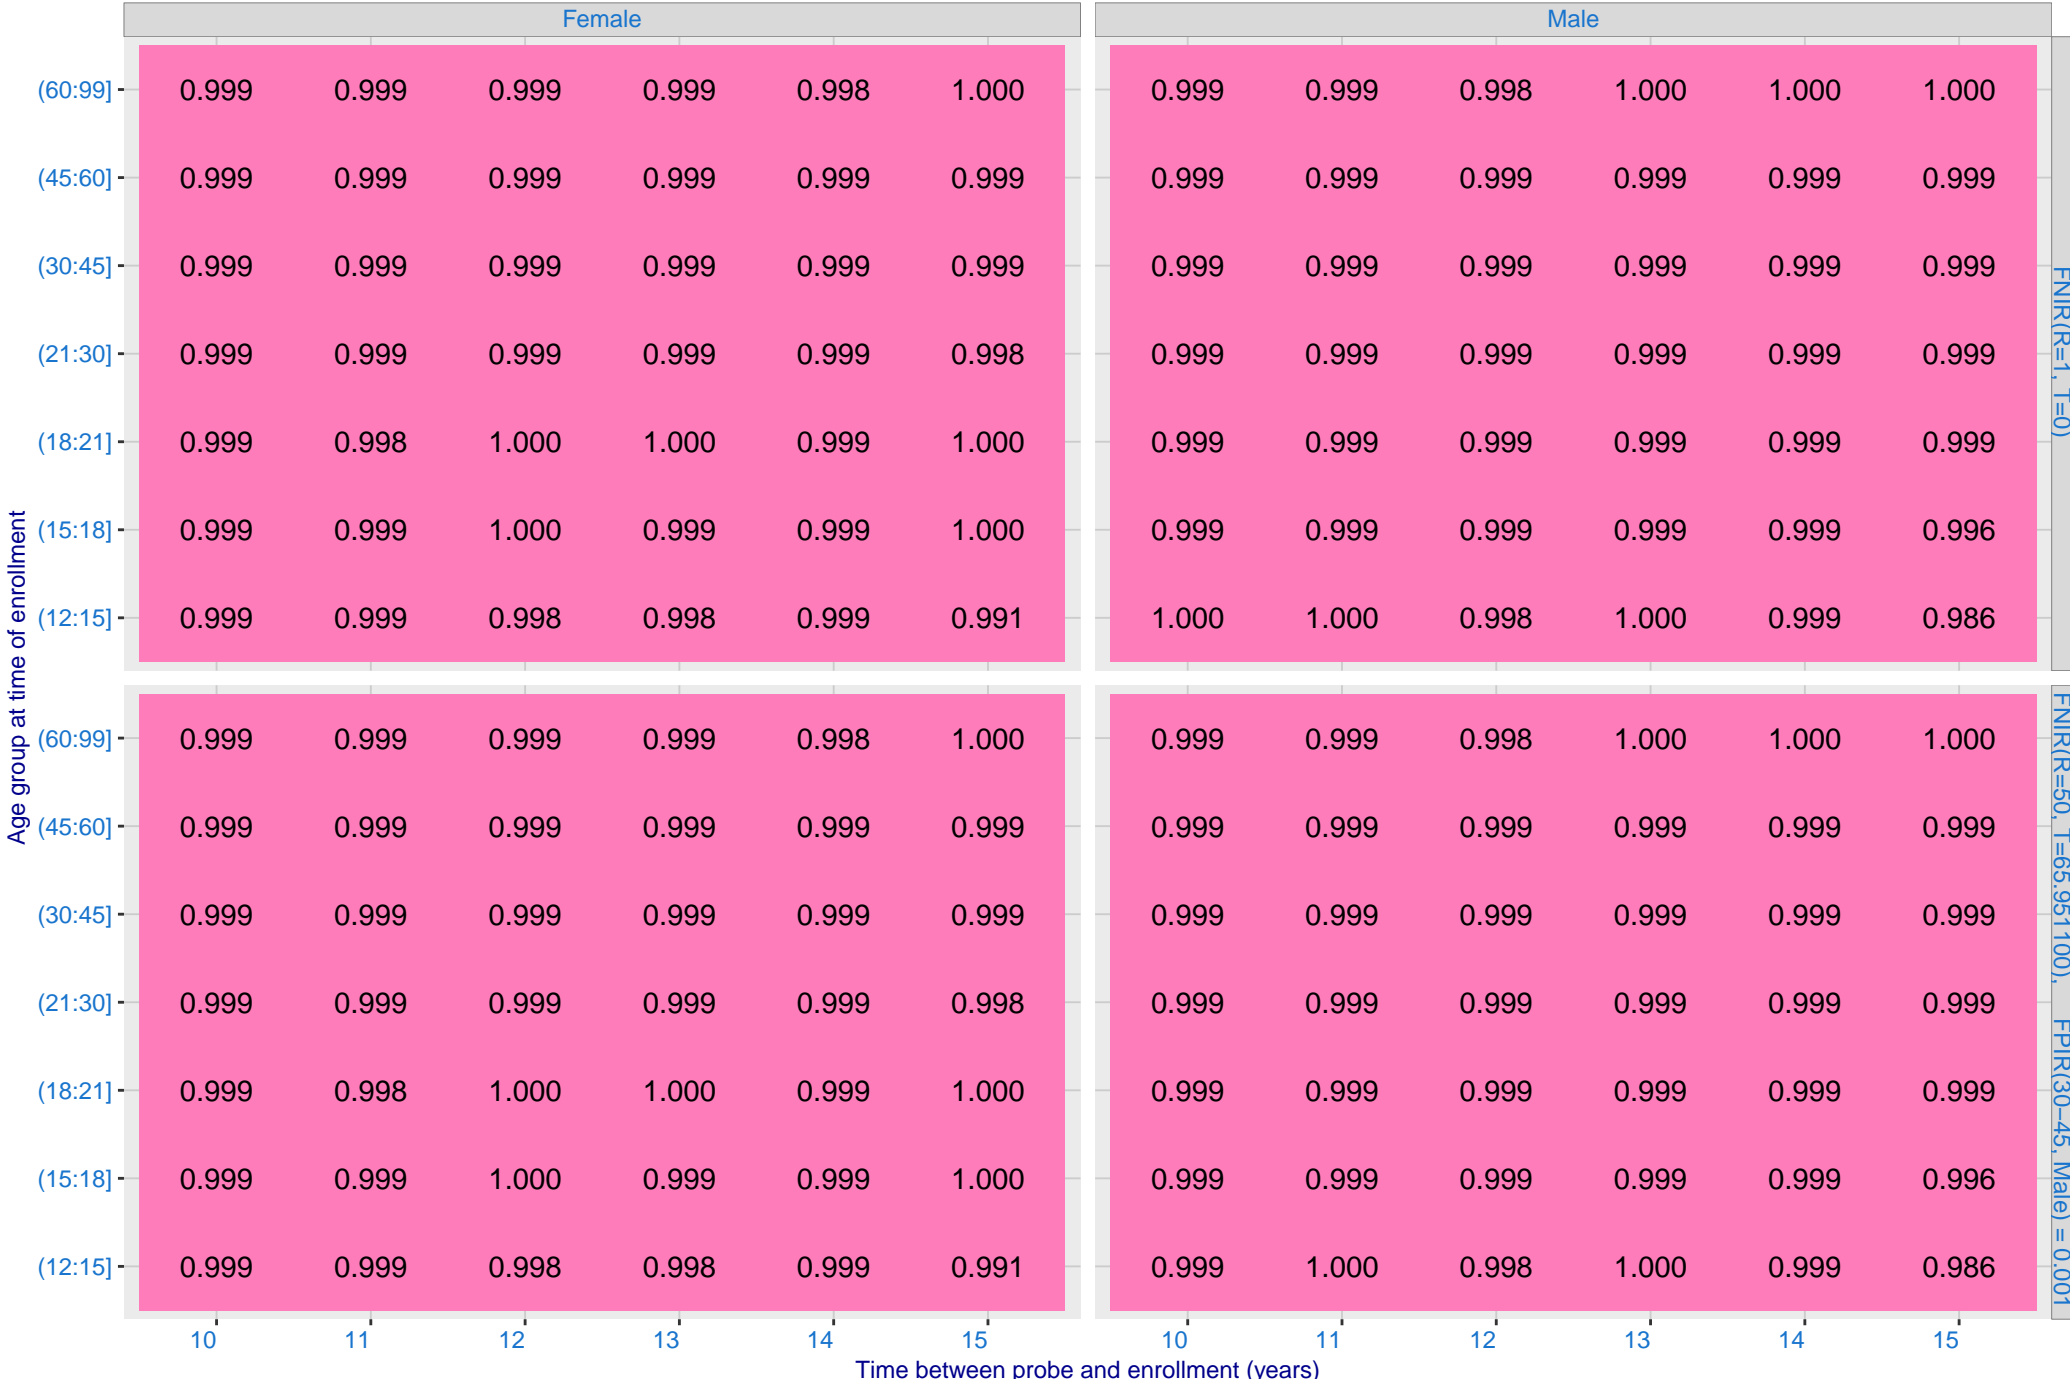 Female Male
(60:99] 0.999 0.999 0.999 0.999 0.998 1.000 0.999 0.999 0.998 1.000 1.000 1.000
(45:60] 0.999 0.999 0.999 0.999 0.999 0.999 0.999 0.999 0.999 0.999 0.999 0.999
(30:45] 0.999 0.999 0.999 0.999 0.999 0.999 0.999 0.999 0.999 0.999 0.999 0.999
(21:30] 0.999 0.999 0.999 0.999 0.999 0.998 0.999 0.999 0.999 0.999 0.999 0.999
(18:21] 0.999 0.998 1.000 1.000 0.999 1.000 0.999 0.999 0.999 0.999 0.999 0.999
(15:18] 0.999 0.999 1.000 0.999 0.999 1.000 0.999 0.999 0.999 0.999 0.999 0.996
(12:15] 0.999 0.999 0.998 0.998 0.999 0.991 1.000 1.000 0.998 1.000 0.999 0.986
FNIR(R=1, T=0)
Age group at time of enrollment
(60:99] 0.999 0.999 0.999 0.999 0.998 1.000 0.999 0.999 0.998 1.000 1.000 1.000
(45:60] 0.999 0.999 0.999 0.999 0.999 0.999 0.999 0.999 0.999 0.999 0.999 0.999
(30:45] 0.999 0.999 0.999 0.999 0.999 0.999 0.999 0.999 0.999 0.999 0.999 0.999
(21:30] 0.999 0.999 0.999 0.999 0.999 0.998 0.999 0.999 0.999 0.999 0.999 0.999
(18:21] 0.999 0.998 1.000 1.000 0.999 1.000 0.999 0.999 0.999 0.999 0.999 0.999
(15:18] 0.999 0.999 1.000 0.999 0.999 1.000 0.999 0.999 0.999 0.999 0.999 0.996
(12:15] 0.999 0.999 0.998 0.998 0.999 0.991 0.999 1.000 0.998 1.000 0.999 0.986
FNIR(R=50, T=65.951100), FPIR(30−45, Male) = 0.001
10 11 12 13 14 15 10 11 12 13 14 15
Time between probe and enrollment (years)